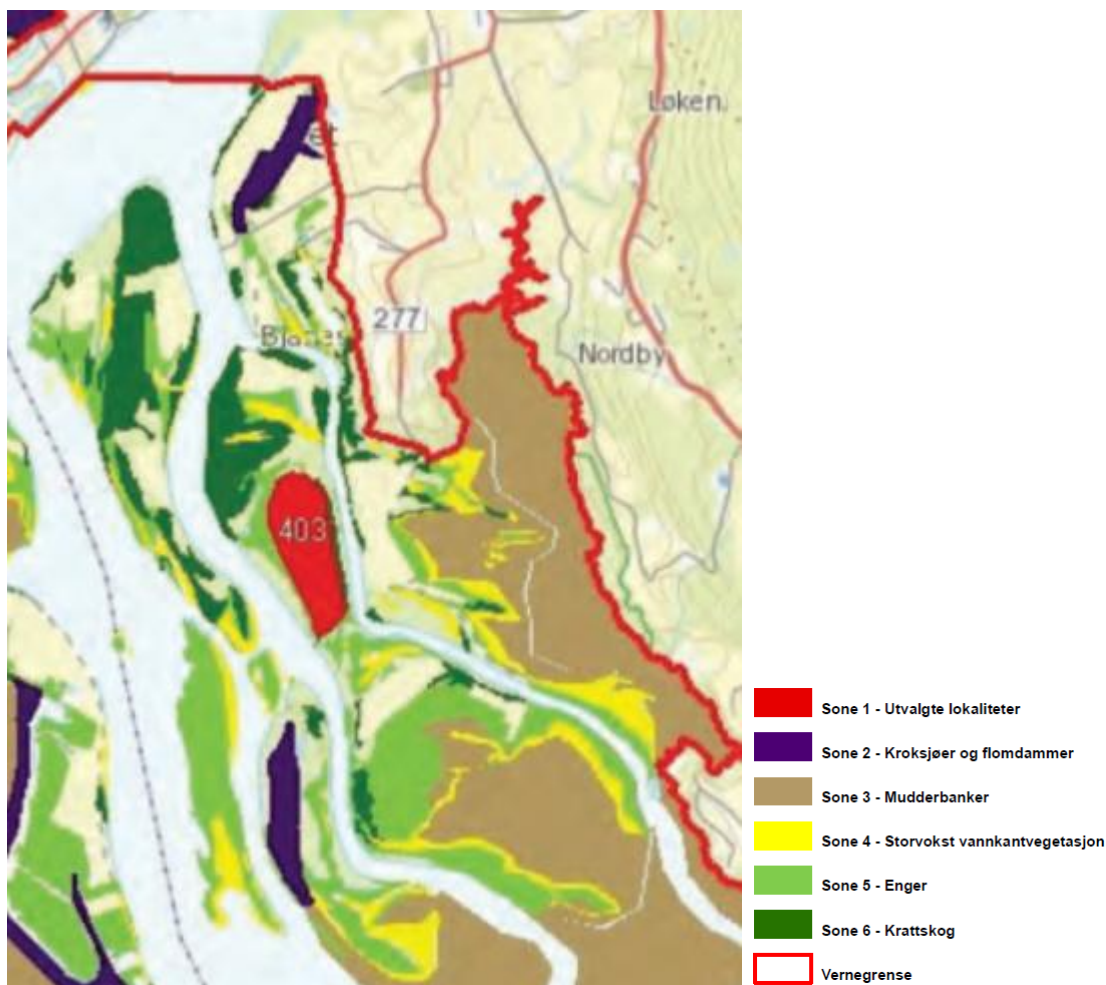 Løken.
et
277
Nordby
403
Sone 1 - Utvalgte lokaliteter
Sone 2 - Kroksjøer og flomdammer
Sone 3 - Mudderbanker
Sone 4 - Storvokst vannkantvegetasjon
Sone 5 - Enger
Sone 6 - Krattskog
Vernegrense